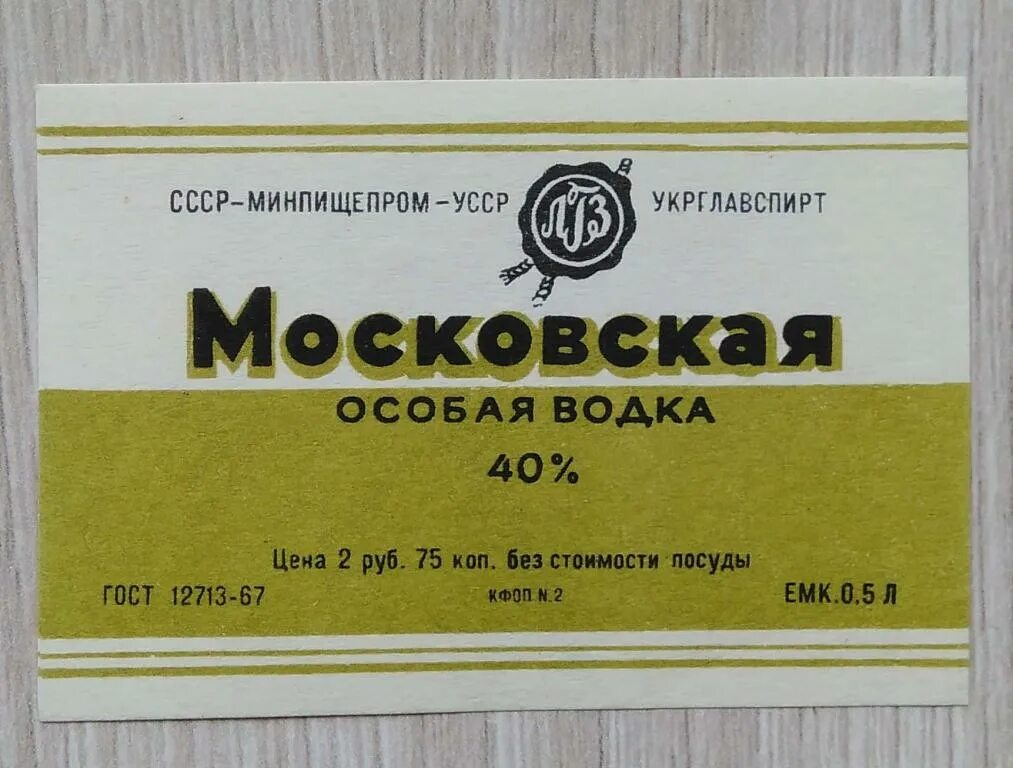 СССР-МИНПИЩЕПРОМ-УССР ЛГЗ УКРГЛАВСПИРТ
МОСКОВСКАЯ
ОСОБАЯ ВОДКА
40%
Цена 2 руб. 75 коп. без стоимости посуды
ГОСТ 12713-67 КФОП N.2 ЕМК.0,5 Л